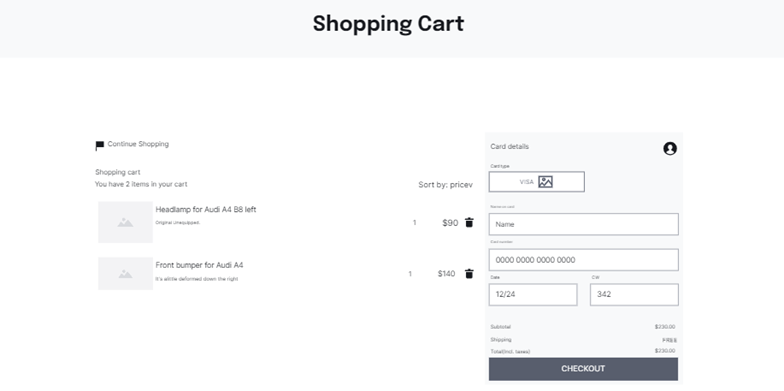 Shopping Cart
Continue Shopping
Shopping cart
You have 2 items in your cart
Sort by: pricev
Headlamp for Audi A4 B8 left
Original unequipped.
1
$90
Front bumper for Audi A4
It's a little deformed down the right
1
$140
Card details
Card type
VISA
Name on card
Name
Card number
0000 0000 0000 0000
Date
CVV
12/24
342
Subtotal
$230.00
Shipping
FREE
Total(incl. taxes)
$230.00
CHECKOUT